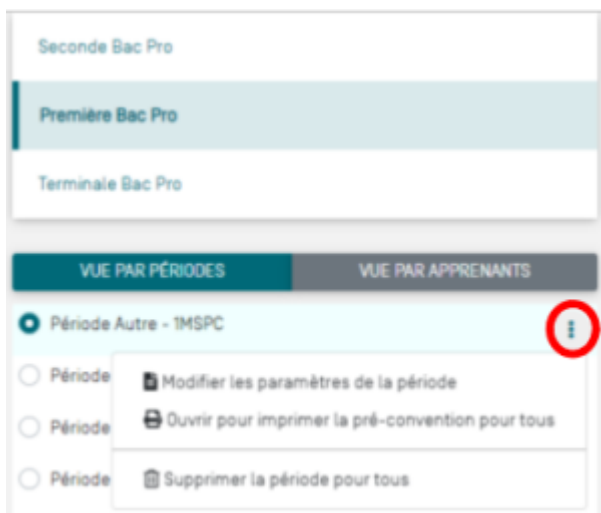 Seconde Bac Pro
Première Bac Pro
Terminale Bac Pro
VUE PAR PÉRIODES VUE PAR APPRENANTS
Période Autre - 1MSPC
Période
Modifier les paramètres de la période
Ouvrir pour imprimer la pré-convention pour tous
Période
Période
Supprimer la période pour tous